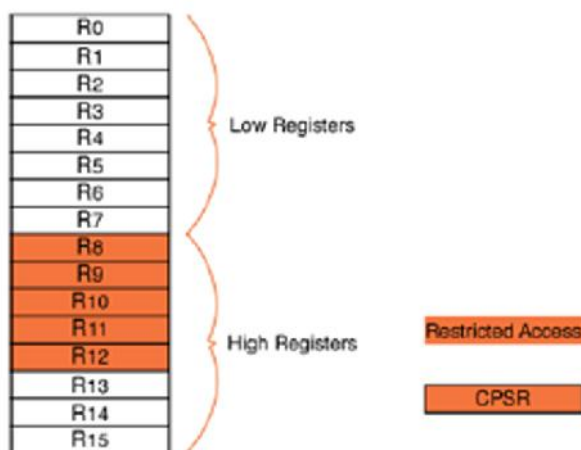 R0
R1
R2
R3
R4
R5
R6
R7
R8
R9
R10
R11
R12
R13
R14
R15
Low Registers
High Registers
Restricted Access
CPSR